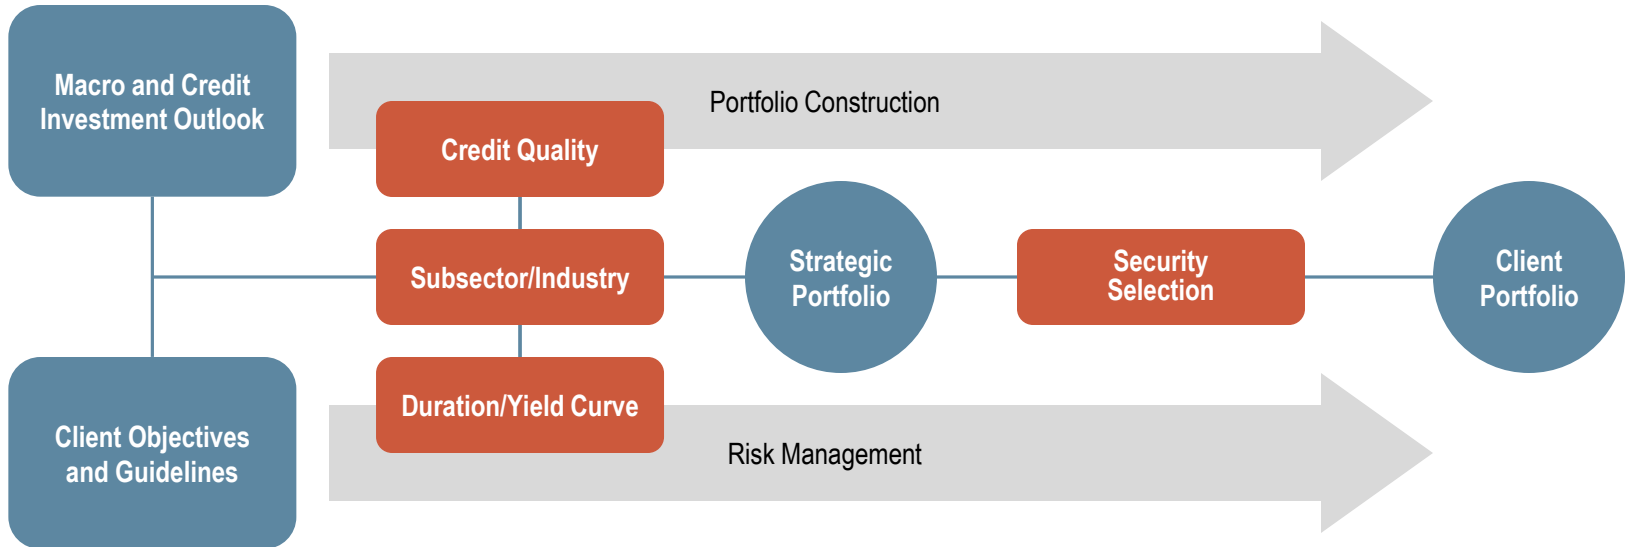 Macro and Credit
Investment Outlook
Portfolio Construction
Credit Quality
Subsector/Industry
Strategic
Portfolio
Security
Selection
Client
Portfolio
Duration/Yield Curve
Client Objectives
and Guidelines
Risk Management